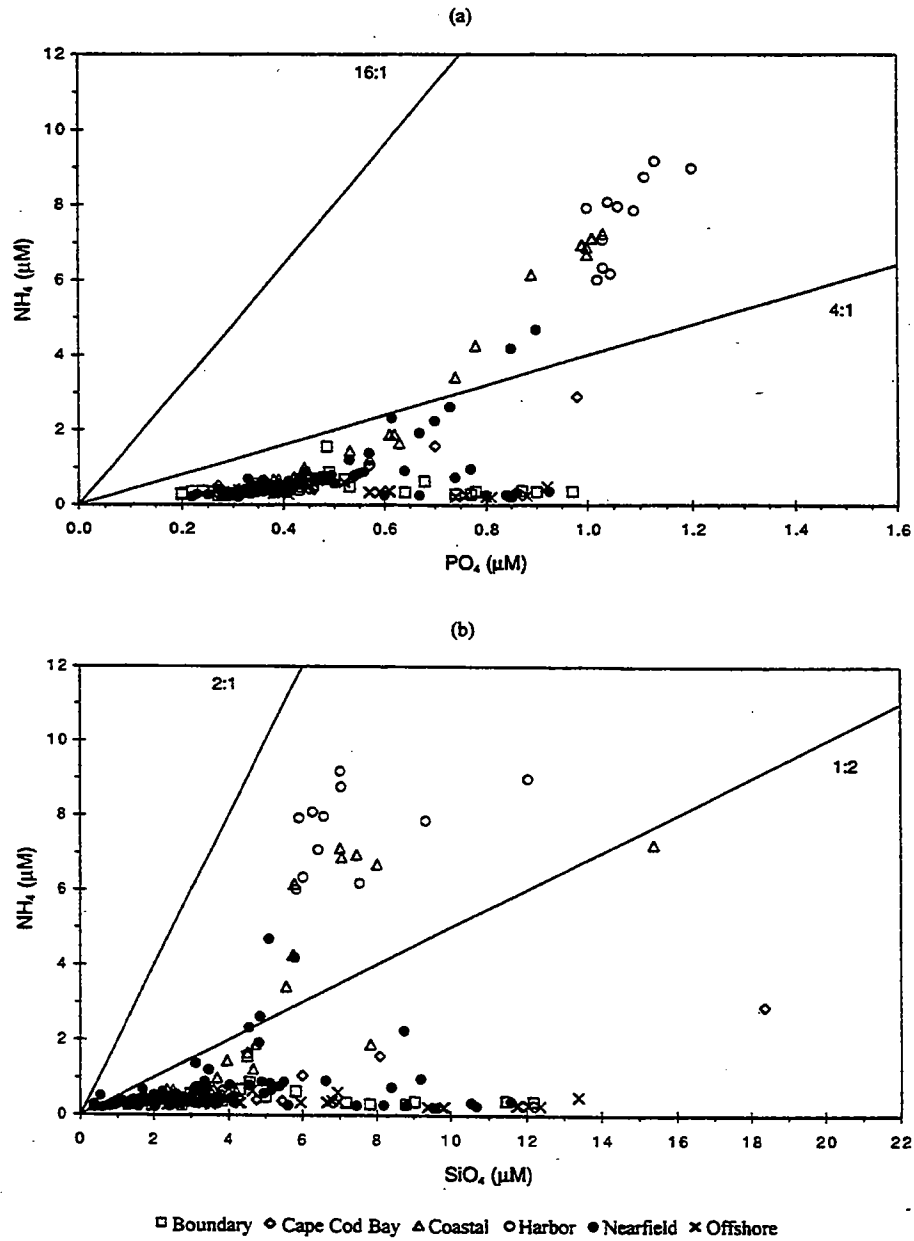 (a)
12
10
8
6
4
2
0
NH₄ (μM)
16:1
4:1
0.0 0.2 0.4 0.6 0.8 1.0 1.2 1.4 1.6
PO₄ (μM)
(b)
12
10
8
6
4
2
0
NH₄ (μM)
2:1
1:2
0 2 4 6 8 10 12 14 16 18 20 22
SiO₄ (μM)
□ Boundary ◇ Cape Cod Bay △ Coastal ○ Harbor ● Nearfield × Offshore